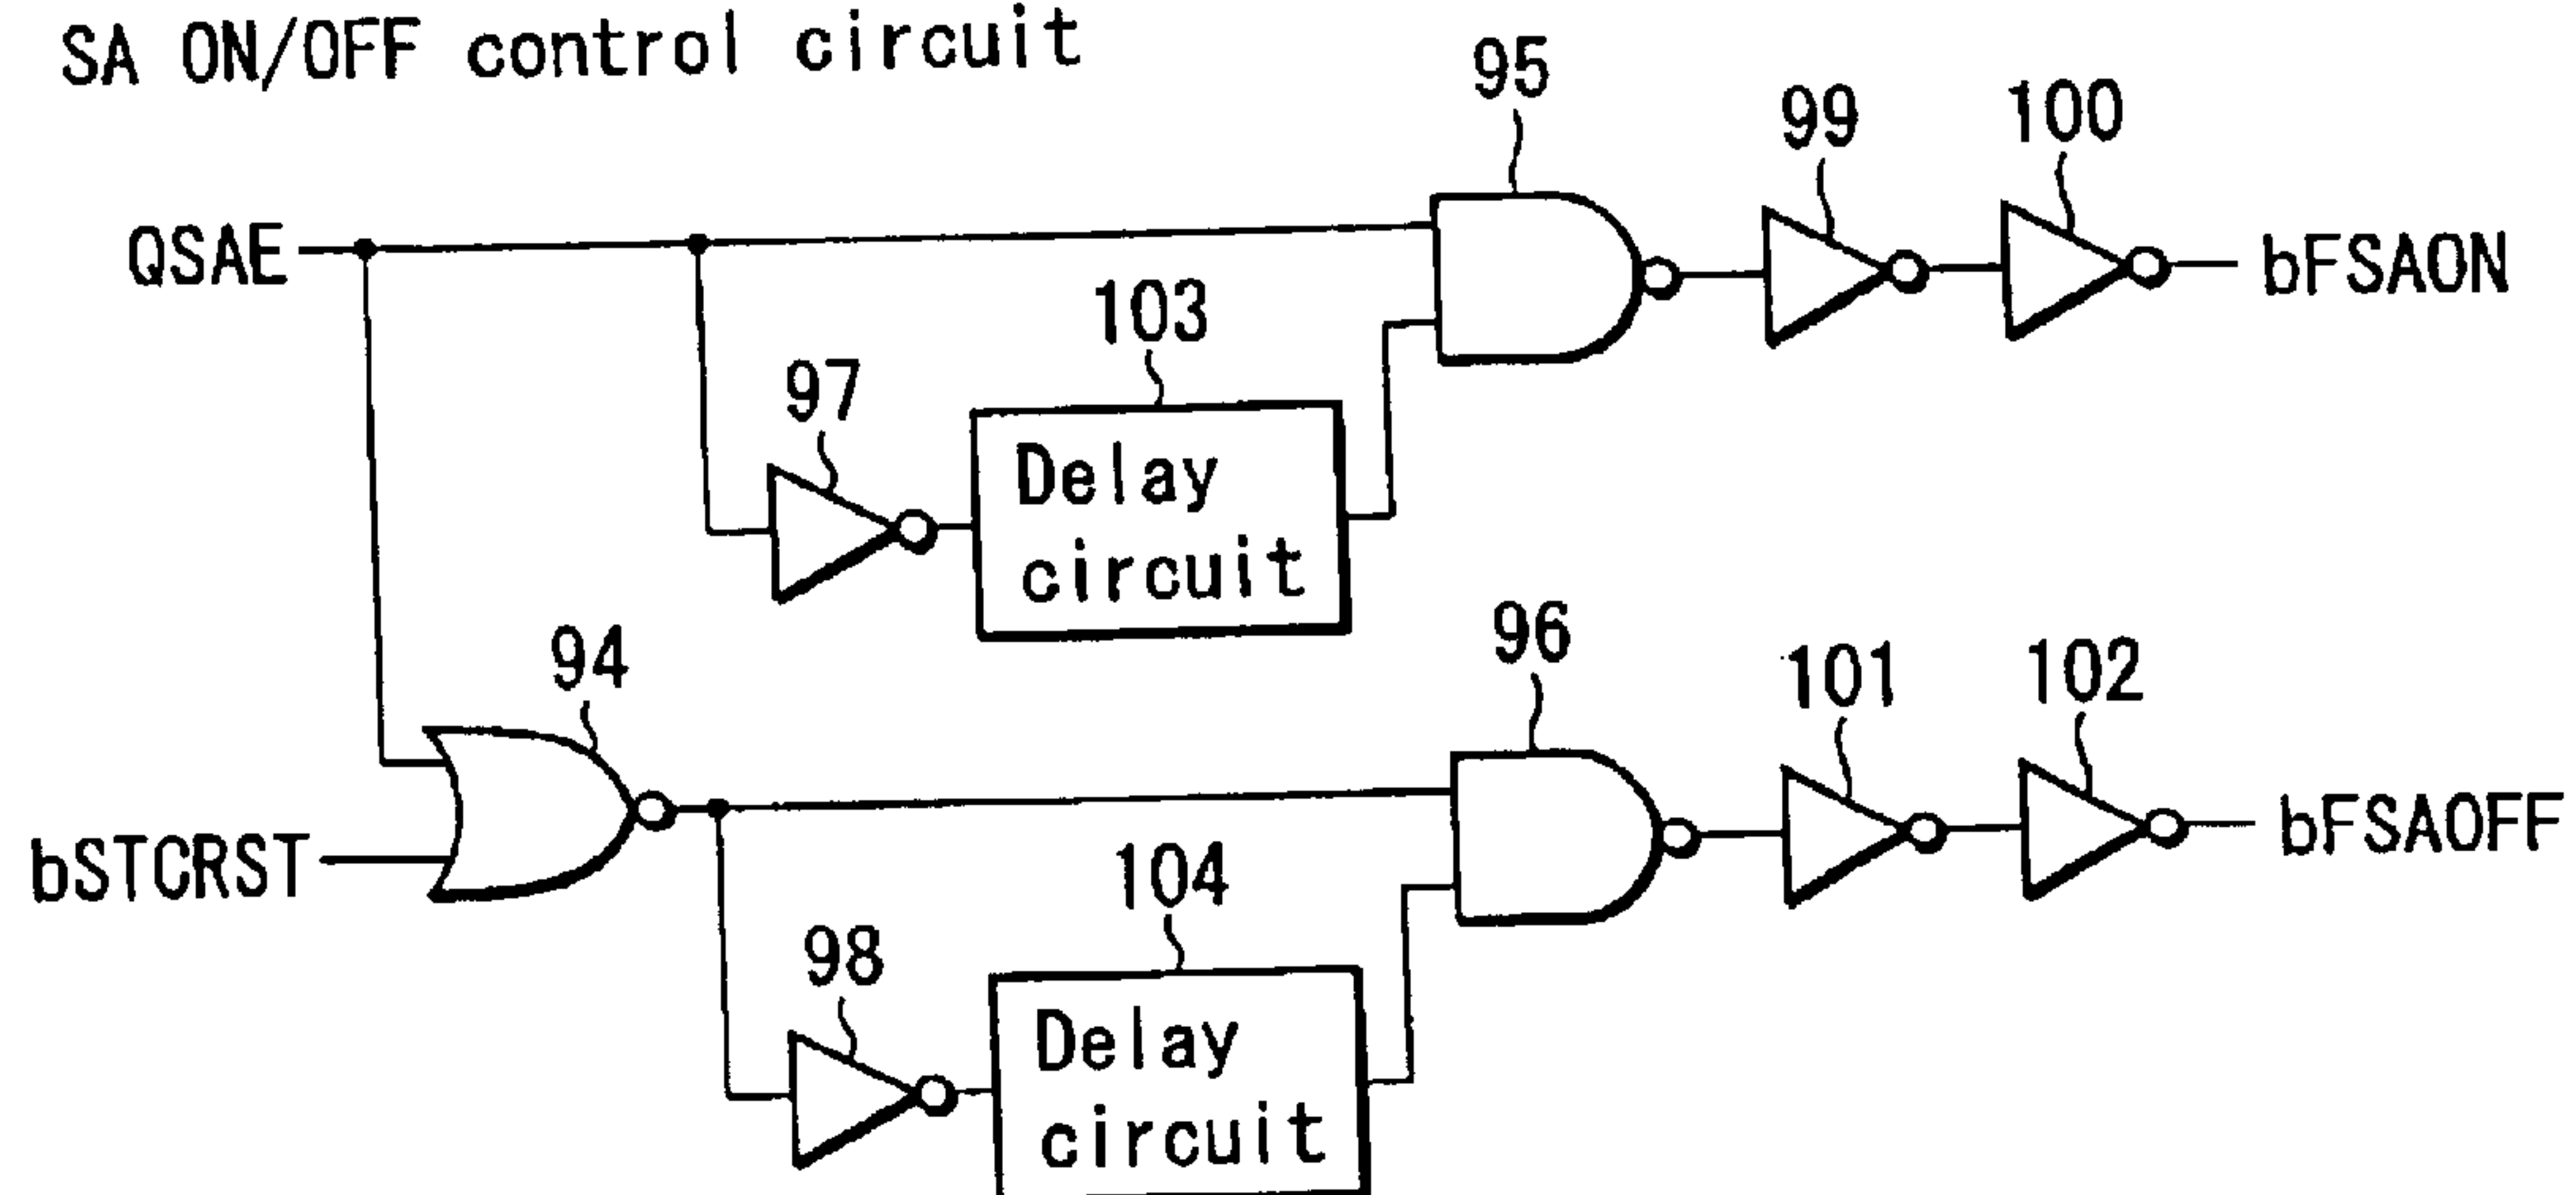 SA ON/OFF control circuit
95
99
100
QSAE
bFSAON
103
97
Delay
circuit
94
96
101
102
bSTCRST
bFSAOFF
104
98
Delay
circuit